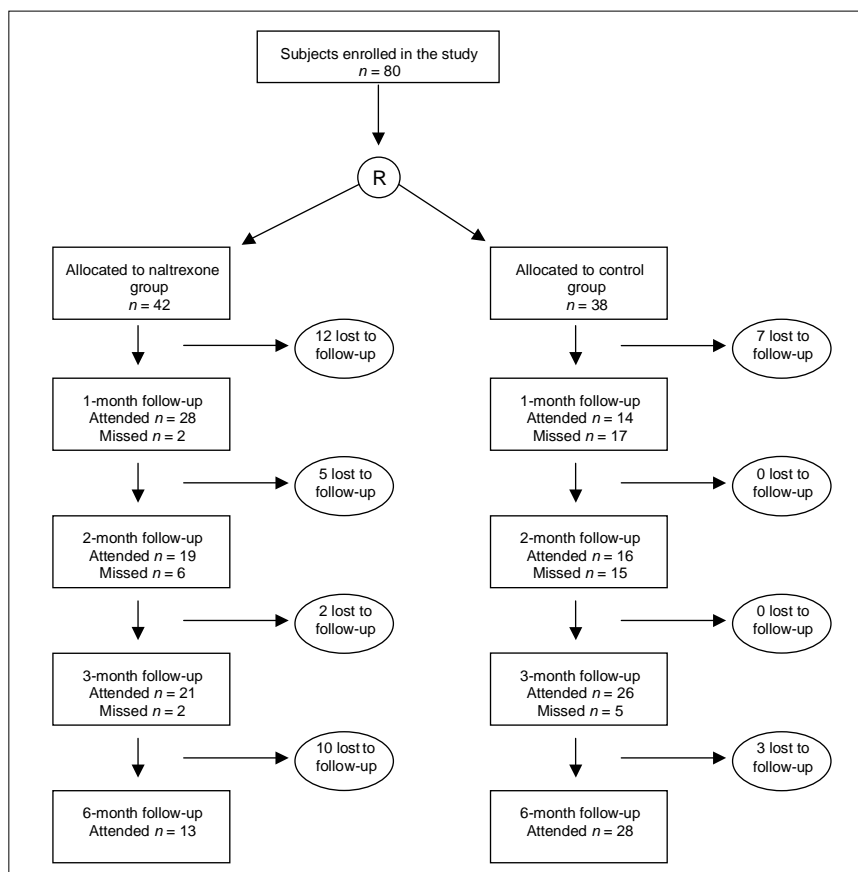 Subjects enrolled in the study
n = 80
R
Allocated to naltrexone
group
n = 42
12 lost to
follow-up
1-month follow-up
Attended n = 28
Missed n = 2
5 lost to
follow-up
2-month follow-up
Attended n = 19
Missed n = 6
2 lost to
follow-up
3-month follow-up
Attended n = 21
Missed n = 2
10 lost to
follow-up
6-month follow-up
Attended n = 13
Allocated to control
group
n = 38
7 lost to
follow-up
1-month follow-up
Attended n = 14
Missed n = 17
0 lost to
follow-up
2-month follow-up
Attended n = 16
Missed n = 15
0 lost to
follow-up
3-month follow-up
Attended n = 26
Missed n = 5
3 lost to
follow-up
6-month follow-up
Attended n = 28